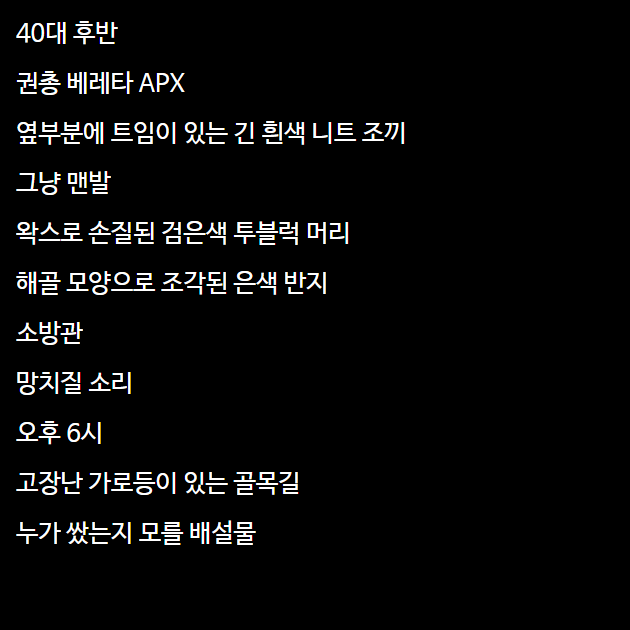 40대 후반
권총 베레타 APX
옆부분에 트임이 있는 긴 흰색 니트 조끼
그냥 맨발
왁스로 손질된 검은색 투블럭 머리
해골 모양으로 조각된 은색 반지
소방관
망치질 소리
오후 6시
고장난 가로등이 있는 골목길
누가 쌌는지 모를 배설물